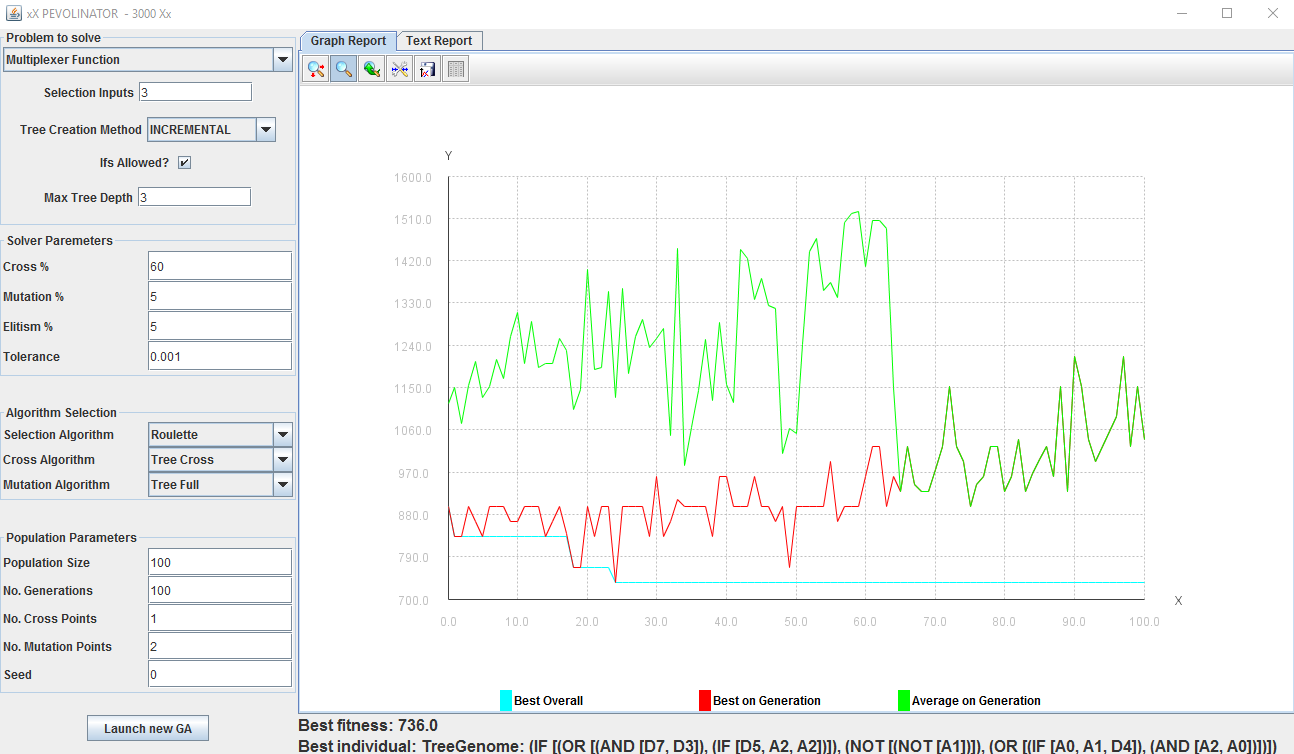 xX PEVOLINATOR - 3000 Xx
Problem to solve
Multiplexer Function
Selection Inputs 3
Tree Creation Method INCREMENTAL
Ifs Allowed?
Max Tree Depth 3
Solver Paremeters
Cross % 60
Mutation % 5
Elitism % 5
Tolerance 0.001
Algorithm Selection
Selection Algorithm Roulette
Cross Algorithm Tree Cross
Mutation Algorithm Tree Full
Population Parameters
Population Size 100
No. Generations 100
No. Cross Points 1
No. Mutation Points 2
Seed 0
Launch new GA
Graph Report Text Report
Y
1600.0
1510.0
1420.0
1330.0
1240.0
1150.0
1060.0
970.0
880.0
790.0
700.0
X
0.0 10.0 20.0 30.0 40.0 50.0 60.0 70.0 80.0 90.0 100.0
Best Overall Best on Generation Average on Generation
Best fitness: 736.0
Best individual: TreeGenome: (IF [(OR [(AND [D7, D3]), (IF [D5, A2, A2])]), (NOT [(NOT [A1])]), (OR [(IF [A0, A1, D4]), (AND [A2, A0])])])